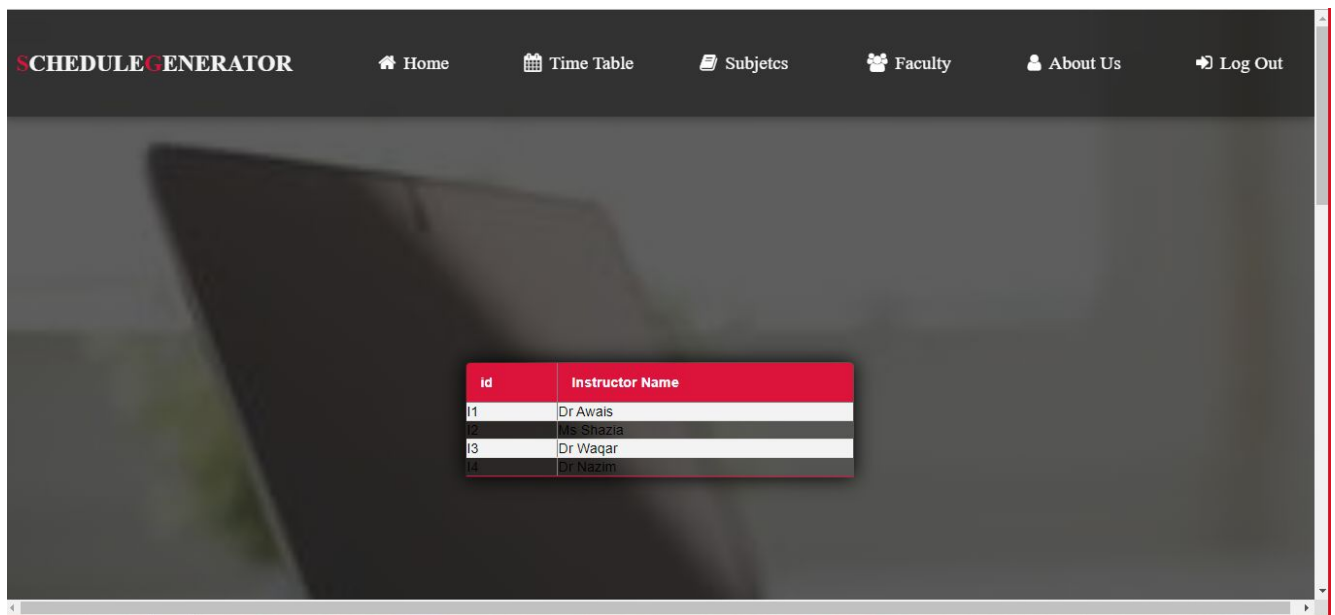 SCHEDULEGENERATOR Home Time Table Subjetcs Faculty About Us Log Out
id Instructor Name
I1 Dr Awais
I2 Ms Shazia
I3 Dr Waqar
I4 Dr Nazim